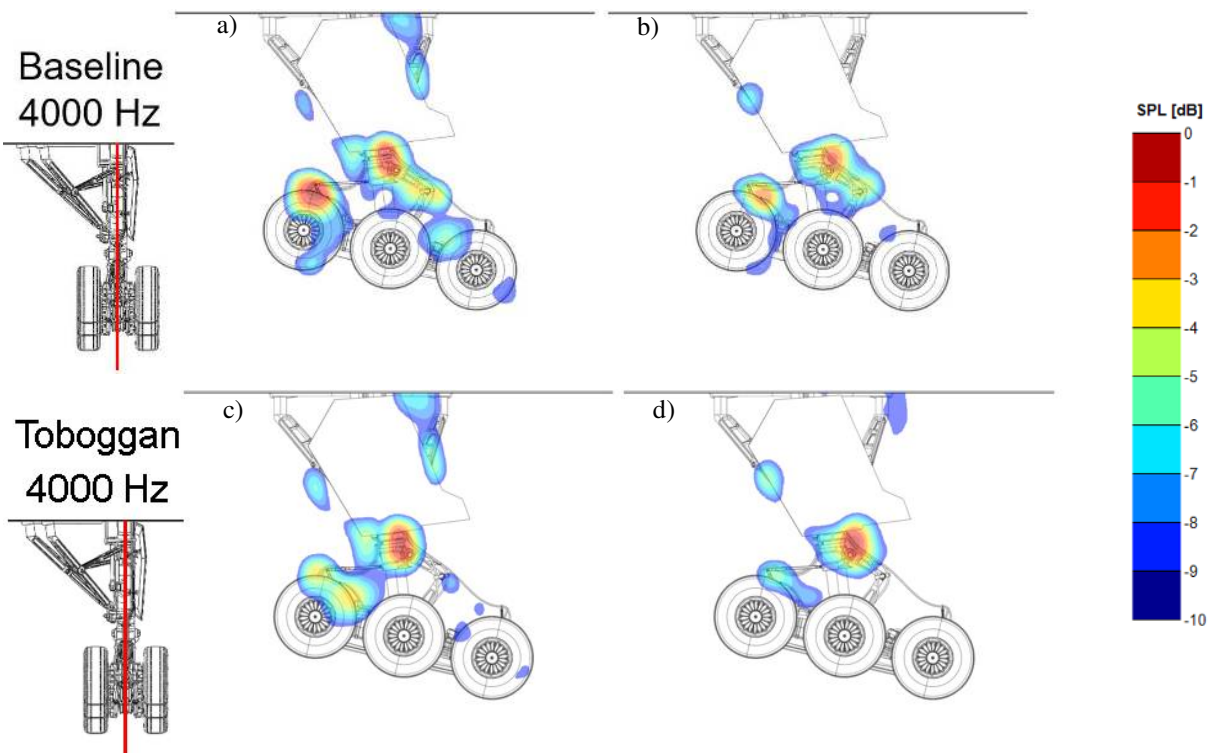 a)
b)
Baseline
4000 Hz
SPL [dB]
0
-1
-2
-3
-4
-5
-6
-7
-8
-9
-10
c)
d)
Toboggan
4000 Hz